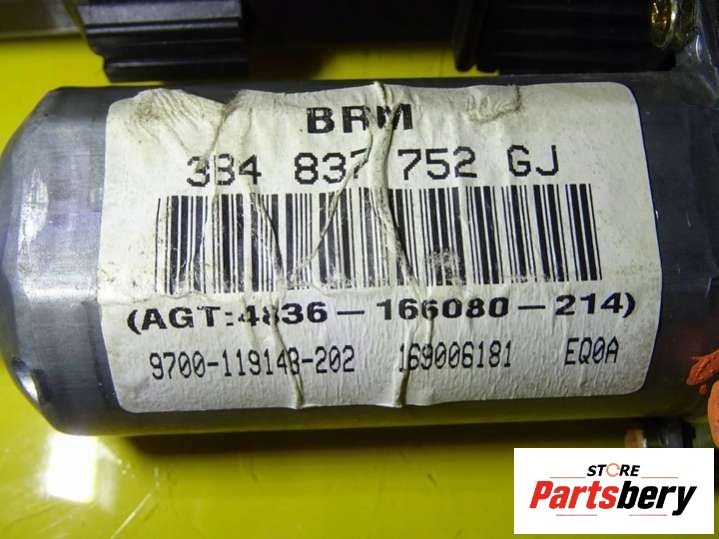 BRM
3B4 837 752 GJ
(AGT:4836-166080-214)
9700-119148-202 169006181 EQ0A
STORE
Partsbery